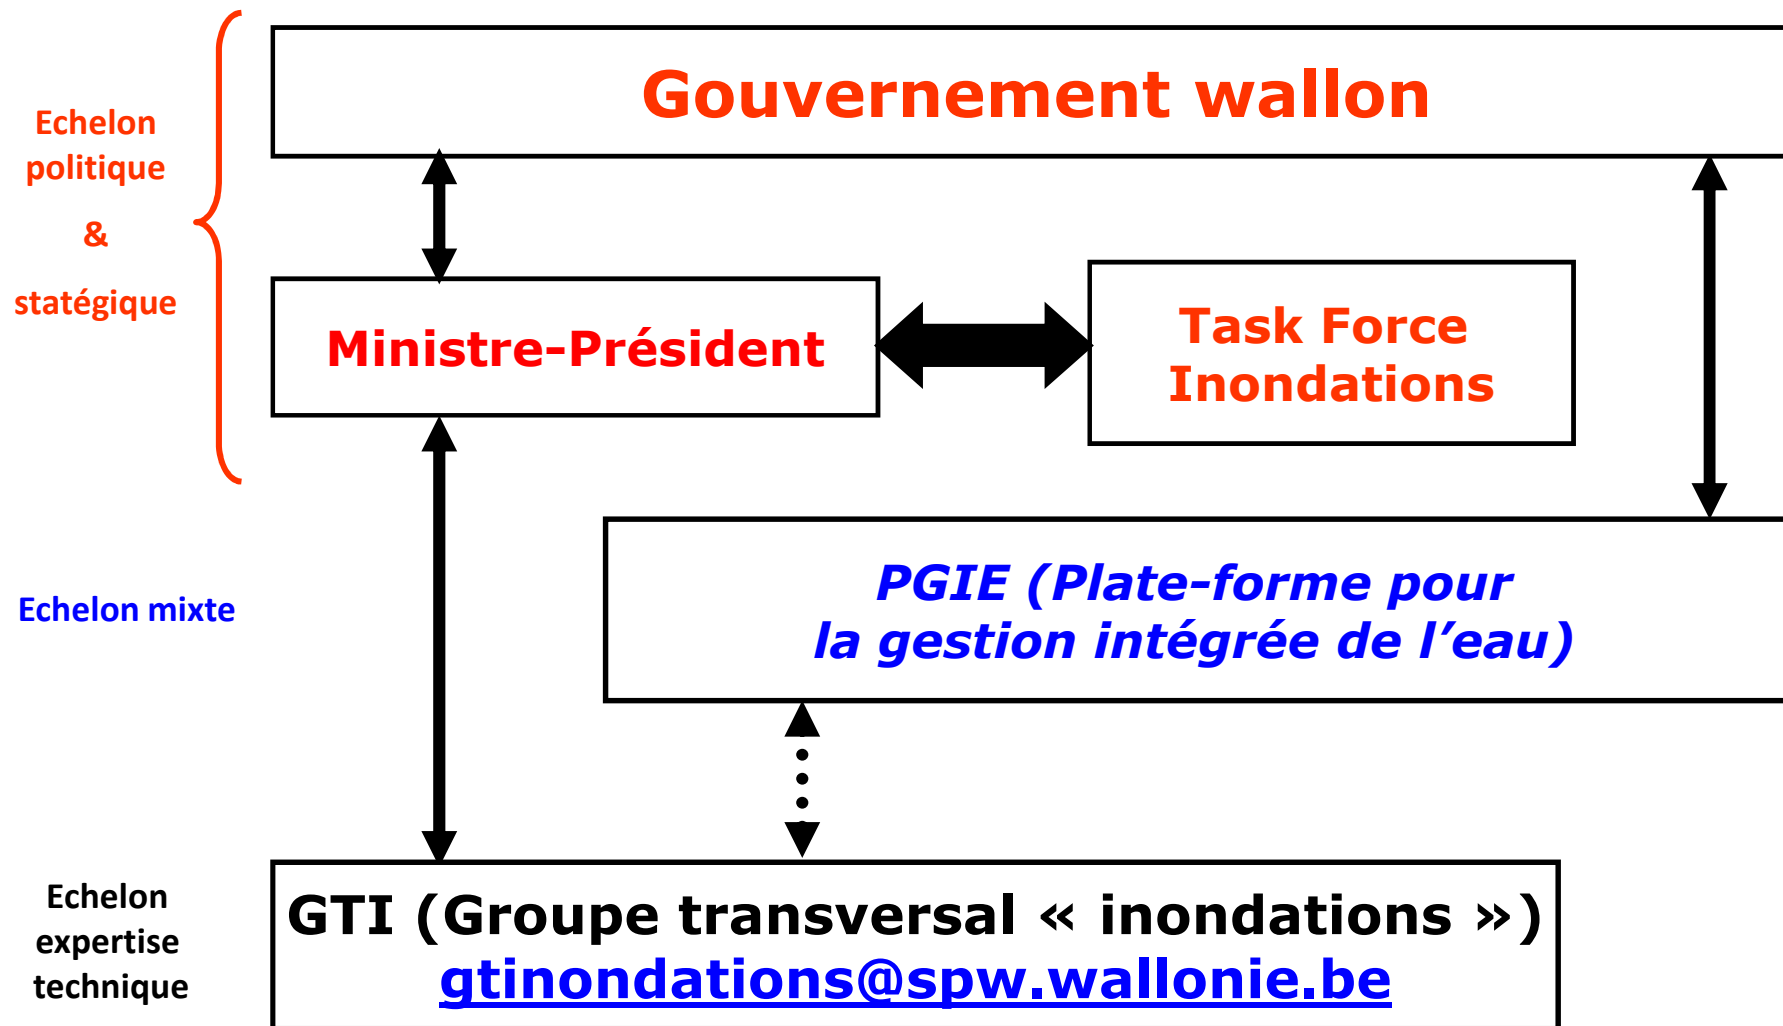 Gouvernement wallon
Echelon
politique
&
statégique
Ministre-Président
Task Force
Inondations
Echelon mixte
PGIE (Plate-forme pour
la gestion intégrée de l’eau)
Echelon
expertise
technique
GTI (Groupe transversal « inondations »)
gtinondations@spw.wallonie.be